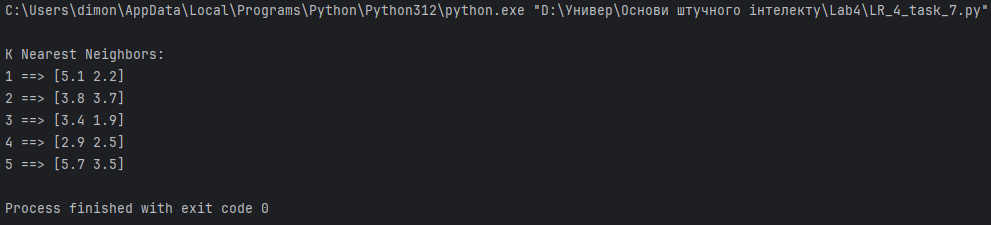 C:\Users\dimon\AppData\Local\Programs\Python\Python312\python.exe "D:\Универ\Основи штучного інтелекту\Lab4\LR_4_task_7.py"
K Nearest Neighbors:
1 ==> [5.1 2.2]
2 ==> [3.8 3.7]
3 ==> [3.4 1.9]
4 ==> [2.9 2.5]
5 ==> [5.7 3.5]
Process finished with exit code 0